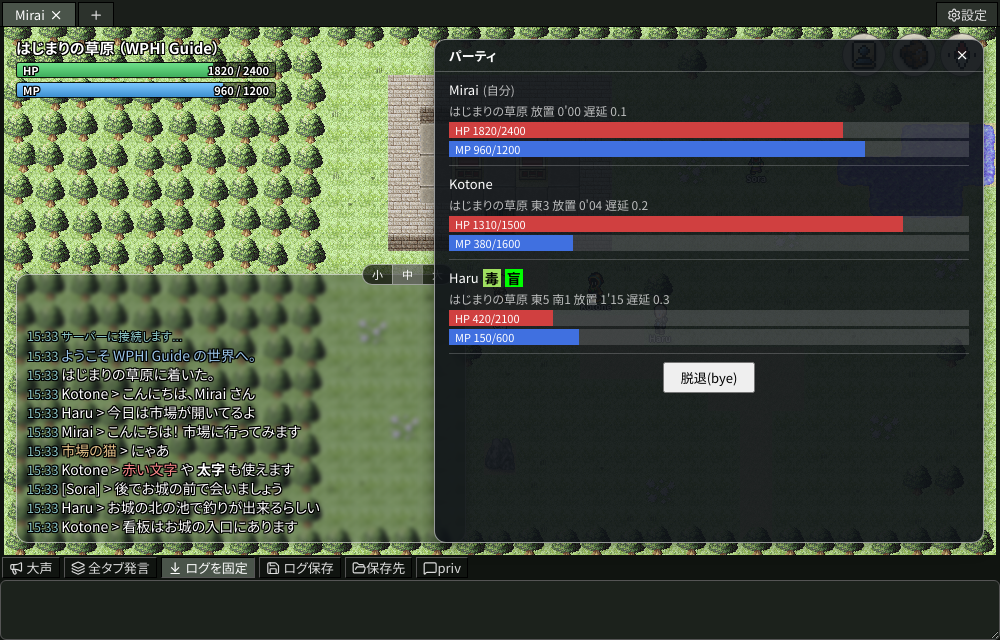 Mirai ✕
＋
設定
はじまりの草原 (WPHI Guide)
HP 1820 / 2400
MP 960 / 1200
小 中
15:33 サーバーに接続します...
15:33 ようこそ WPHI Guide の世界へ。
15:33 はじまりの草原に着いた。
15:33 Kotone > こんにちは、Mirai さん
15:33 Haru > 今日は市場が開いてるよ
15:33 Mirai > こんにちは! 市場に行ってみます
15:33 市場の猫 > にゃあ
15:33 Kotone > 赤い文字 や 太字 も使えます
15:33 [Sora] > 後でお城の前で会いましょう
15:33 Haru > お城の北の池で釣りが出来るらしい
15:33 Kotone > 看板はお城の入口にあります
パーティ ✕
Mirai (自分)
はじまりの草原 放置 0'00 遅延 0.1
HP 1820/2400
MP 960/1200
Kotone
はじまりの草原 東3 放置 0'04 遅延 0.2
HP 1310/1500
MP 380/1600
Haru 毒 盲
はじまりの草原 東5 南1 放置 1'15 遅延 0.3
HP 420/2100
MP 150/600
脱退(bye)
大声 全タブ発言 ログを固定 ログ保存 保存先 priv